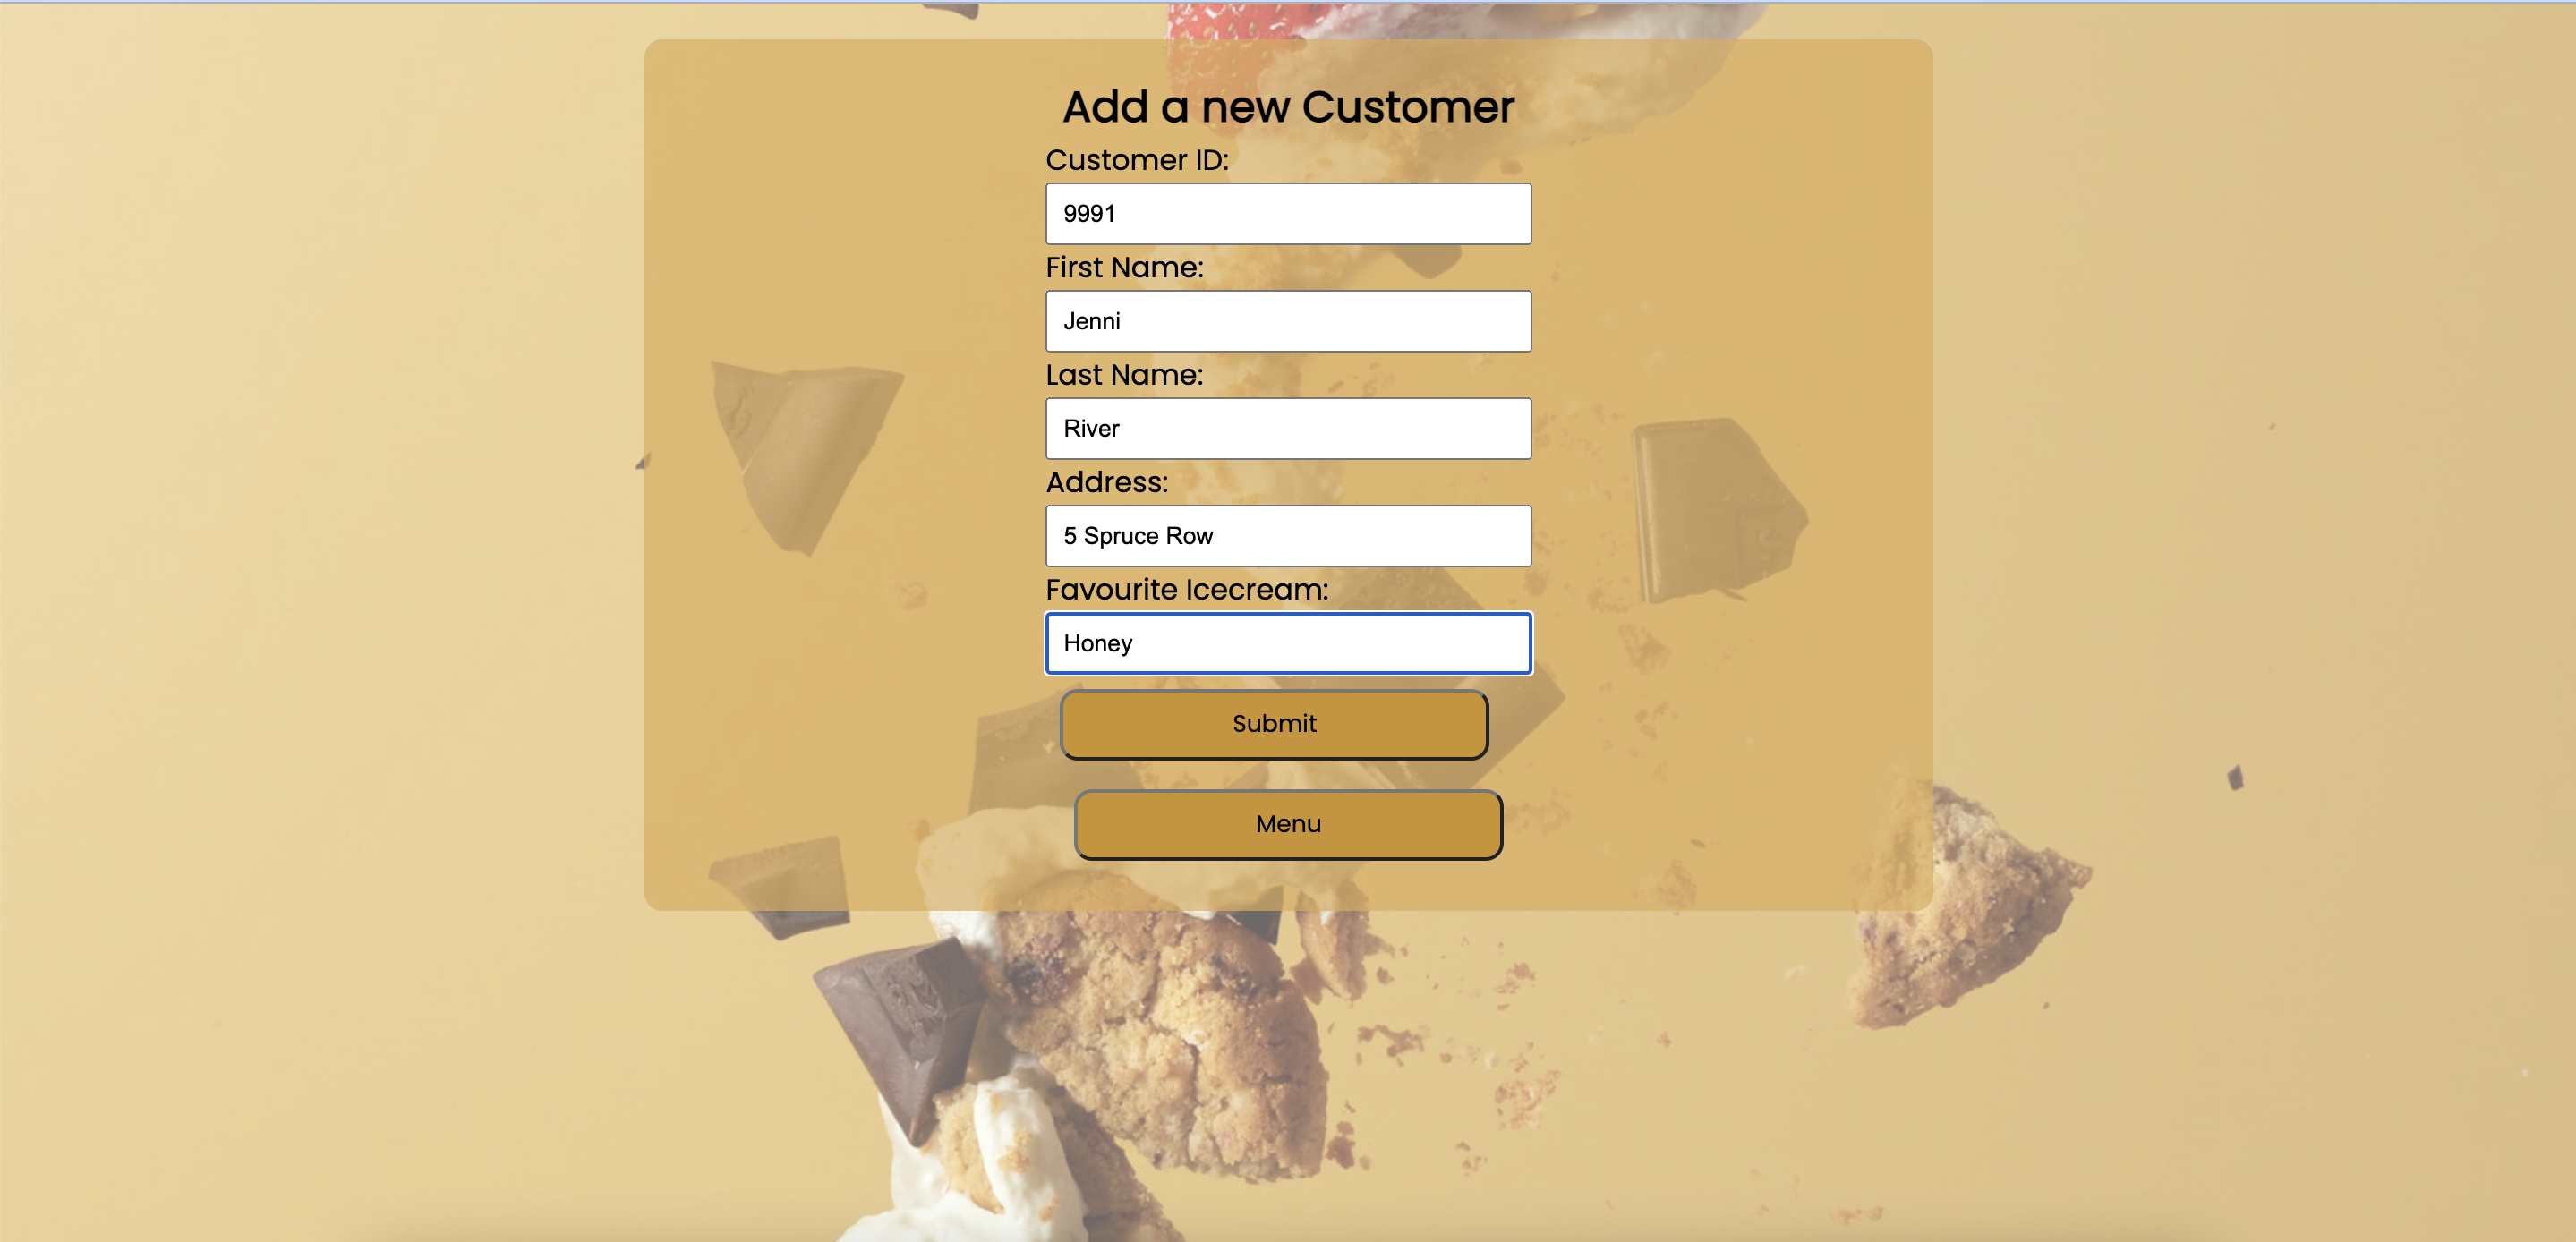 Add a new Customer
Customer ID:
9991
First Name:
Jenni
Last Name:
River
Address:
5 Spruce Row
Favourite Icecream:
Honey
Submit
Menu